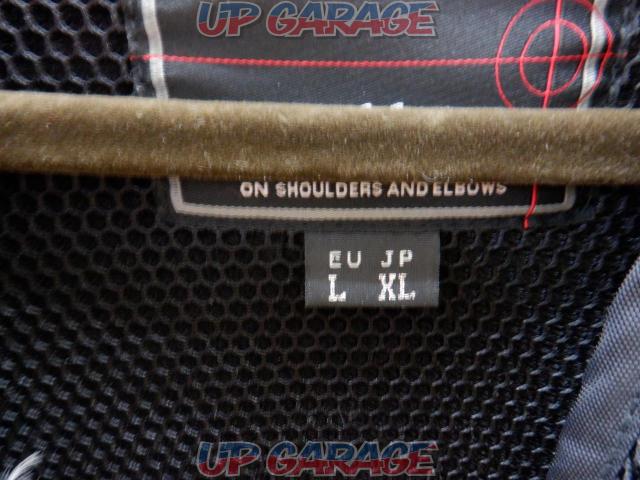 UP GARAGE
ON SHOULDERS AND ELBOWS
EU JP
L XL
UP GARAGE